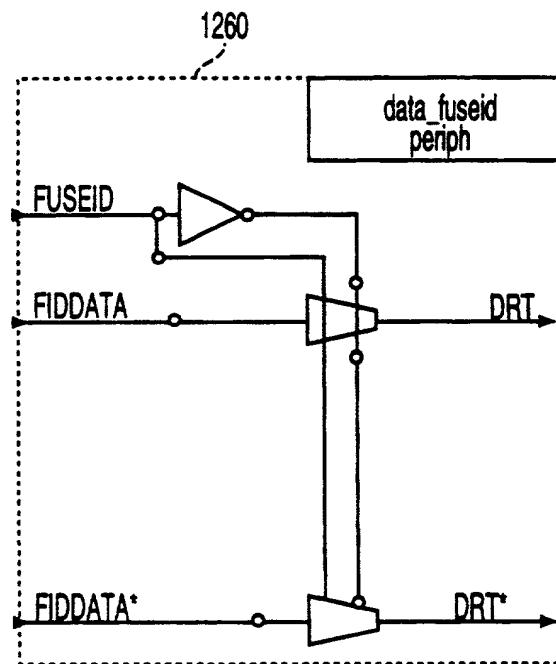 1260
data_fuseid
periph
FUSEID
FIDDATA
DRT
FIDDATA*
DRT*